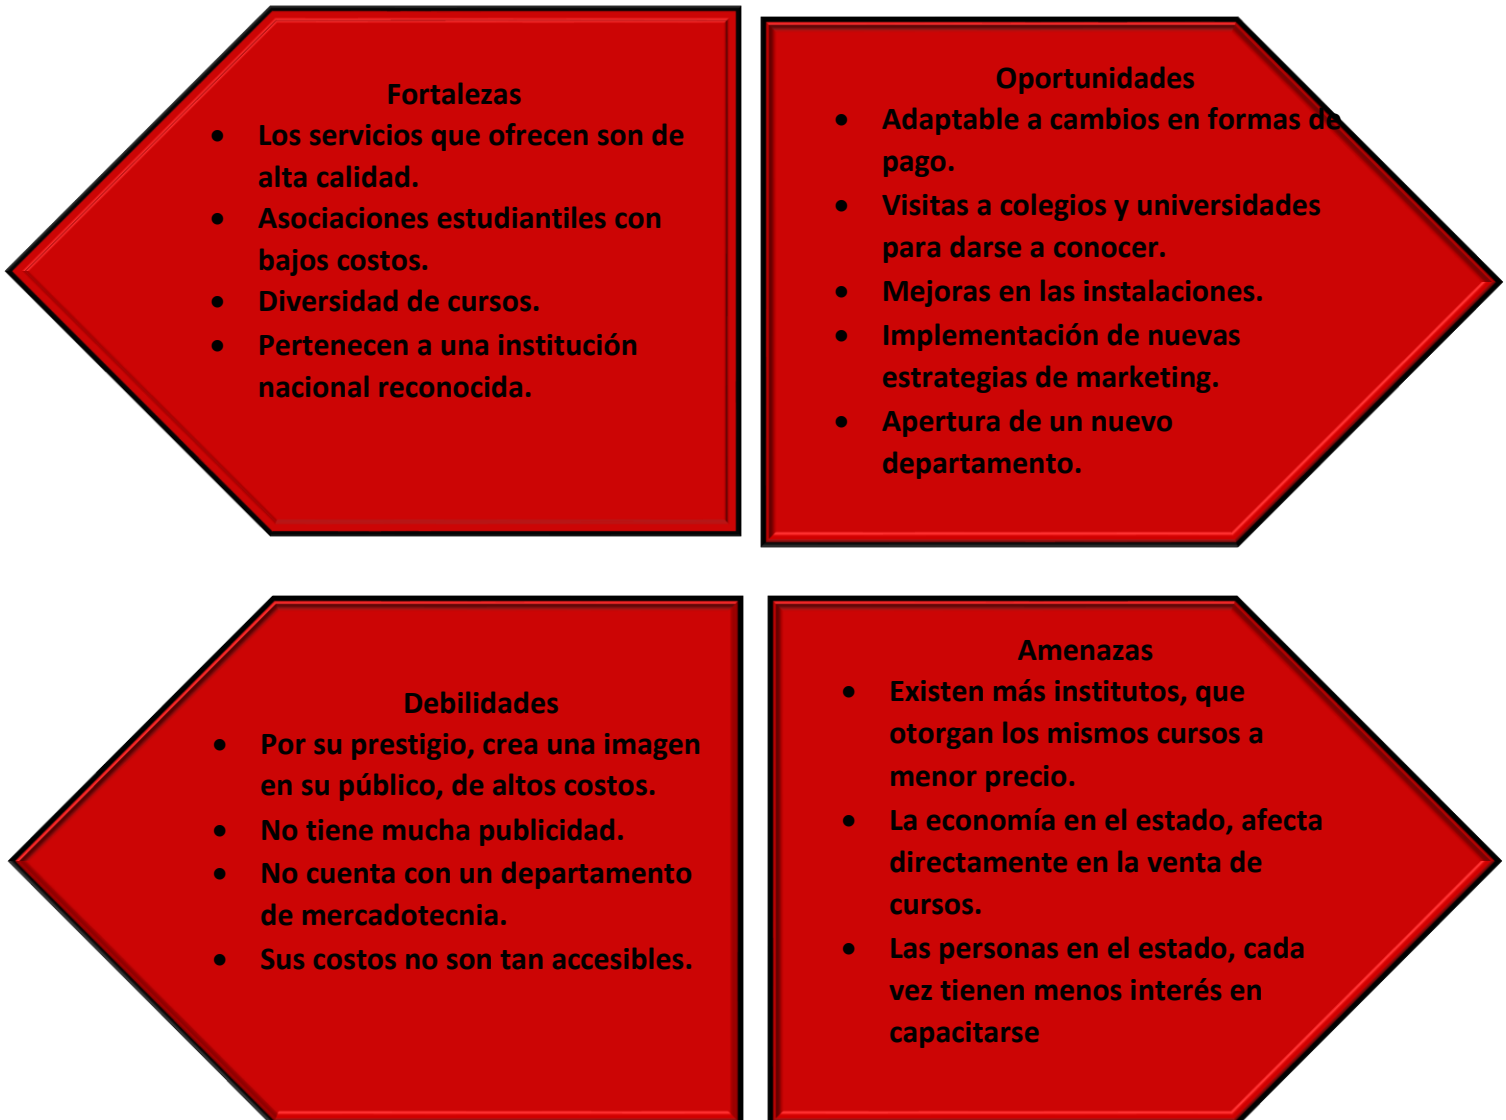 Fortalezas
• Los servicios que ofrecen son de
alta calidad.
• Asociaciones estudiantiles con
bajos costos.
• Diversidad de cursos.
• Pertenecen a una institución
nacional reconocida.
Oportunidades
• Adaptable a cambios en formas de
pago.
• Visitas a colegios y universidades
para darse a conocer.
• Mejoras en las instalaciones.
• Implementación de nuevas
estrategias de marketing.
• Apertura de un nuevo
departamento.
Debilidades
• Por su prestigio, crea una imagen
en su público, de altos costos.
• No tiene mucha publicidad.
• No cuenta con un departamento
de mercadotecnia.
• Sus costos no son tan accesibles.
Amenazas
• Existen más institutos, que
otorgan los mismos cursos a
menor precio.
• La economía en el estado, afecta
directamente en la venta de
cursos.
• Las personas en el estado, cada
vez tienen menos interés en
capacitarse